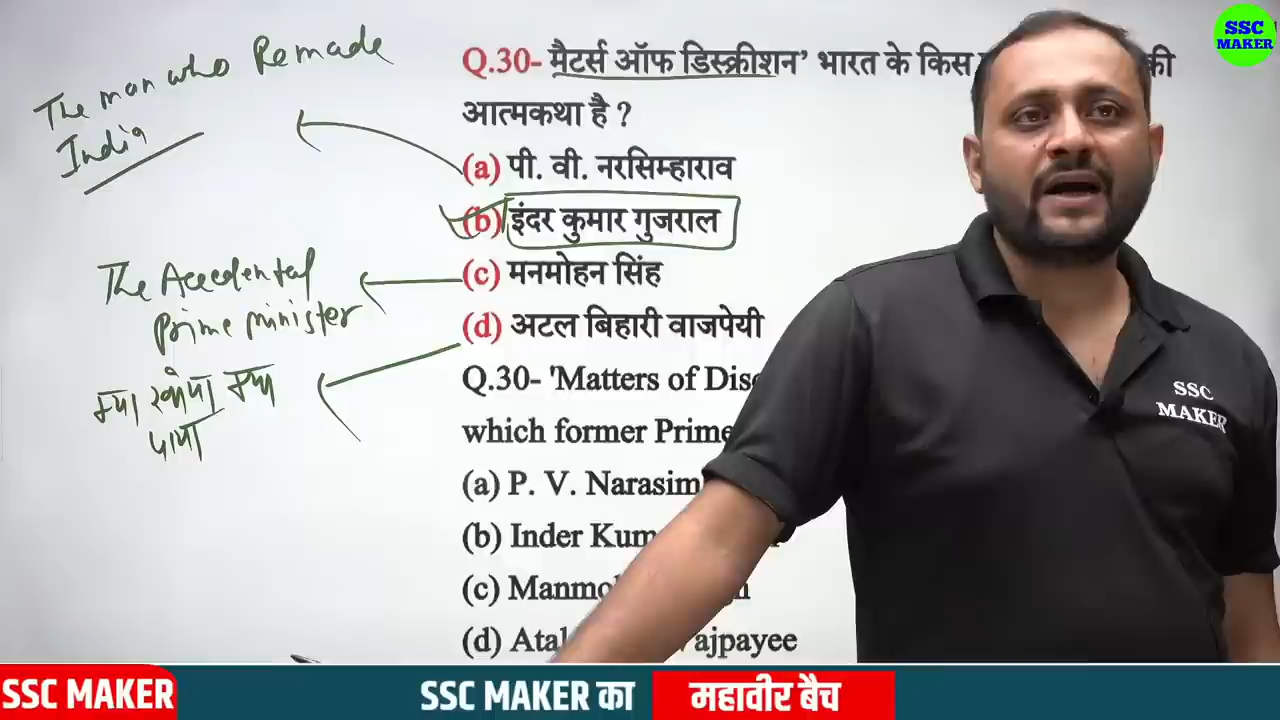 SSC
MAKER
The man who Remade
India
Q.30- मैटर्स ऑफ डिस्क्रीशन’ भारत के किस की
आत्मकथा है ?
(a) पी. वी. नरसिम्हाराव
(b) इंदर कुमार गुजराल
(c) मनमोहन सिंह
(d) अटल बिहारी वाजपेयी
The Accedental
Prime minister
क्या खोया क्या
पाया
Q.30- 'Matters of Disc
which former Prime
(a) P. V. Narasim
(b) Inder Kum
(c) Manmo
(d) Atal ajpayee
SSC
MAKER
SSC MAKER
SSC MAKER का
महावीर बैच